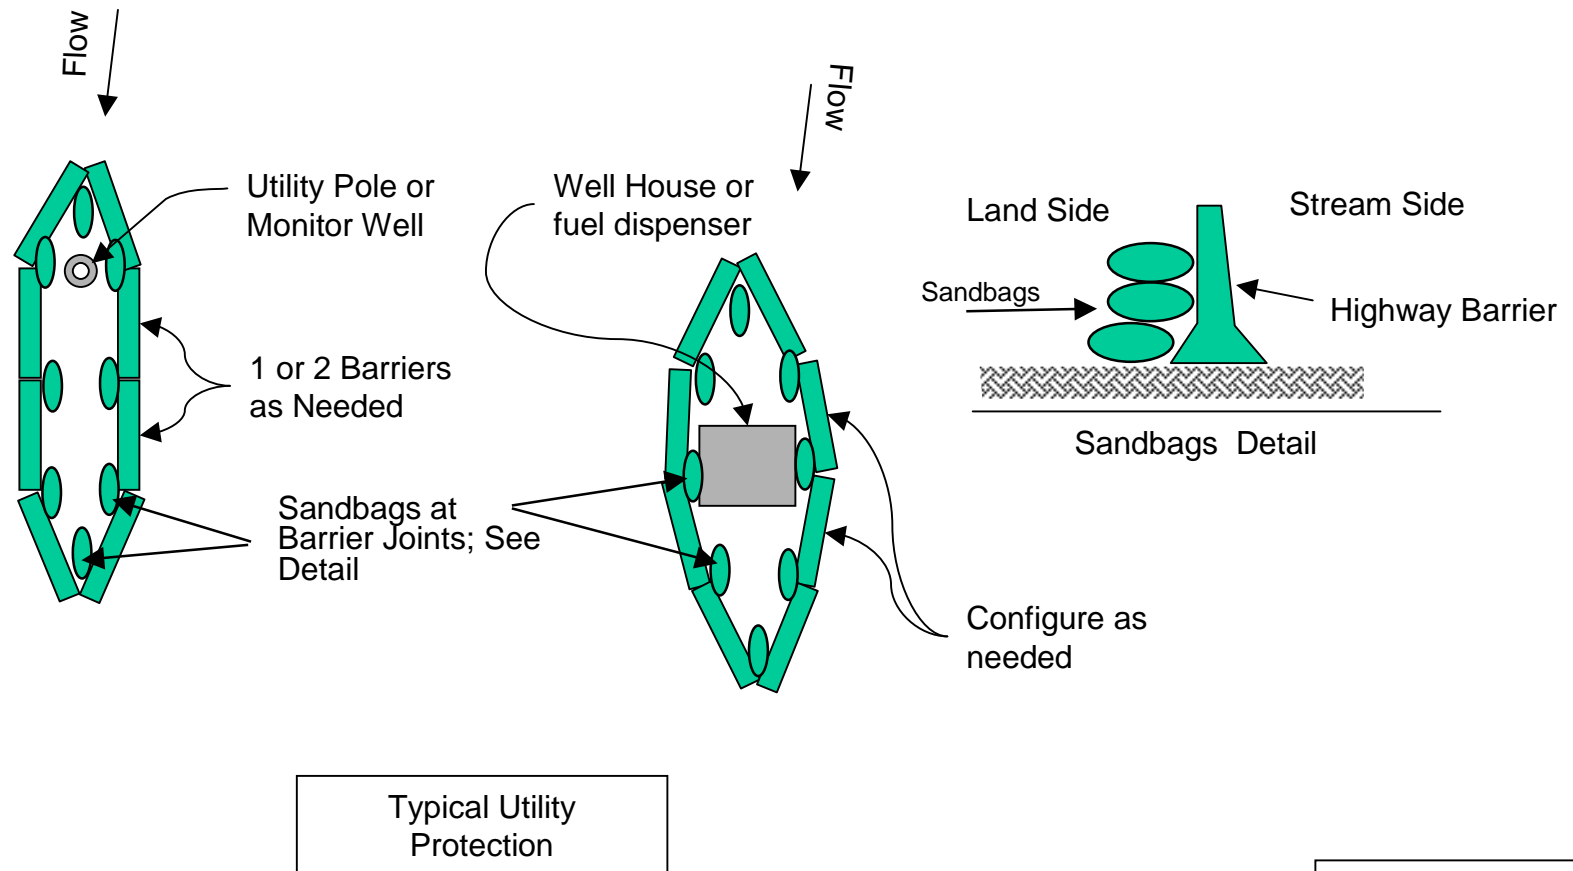 Flow
Flow
Utility Pole or
Monitor Well
Well House or
fuel dispenser
Land Side
Stream Side
Sandbags
Highway Barrier
1 or 2 Barriers
as Needed
Sandbags Detail
Sandbags at
Barrier Joints; See
Detail
Configure as
needed
Typical Utility
Protection